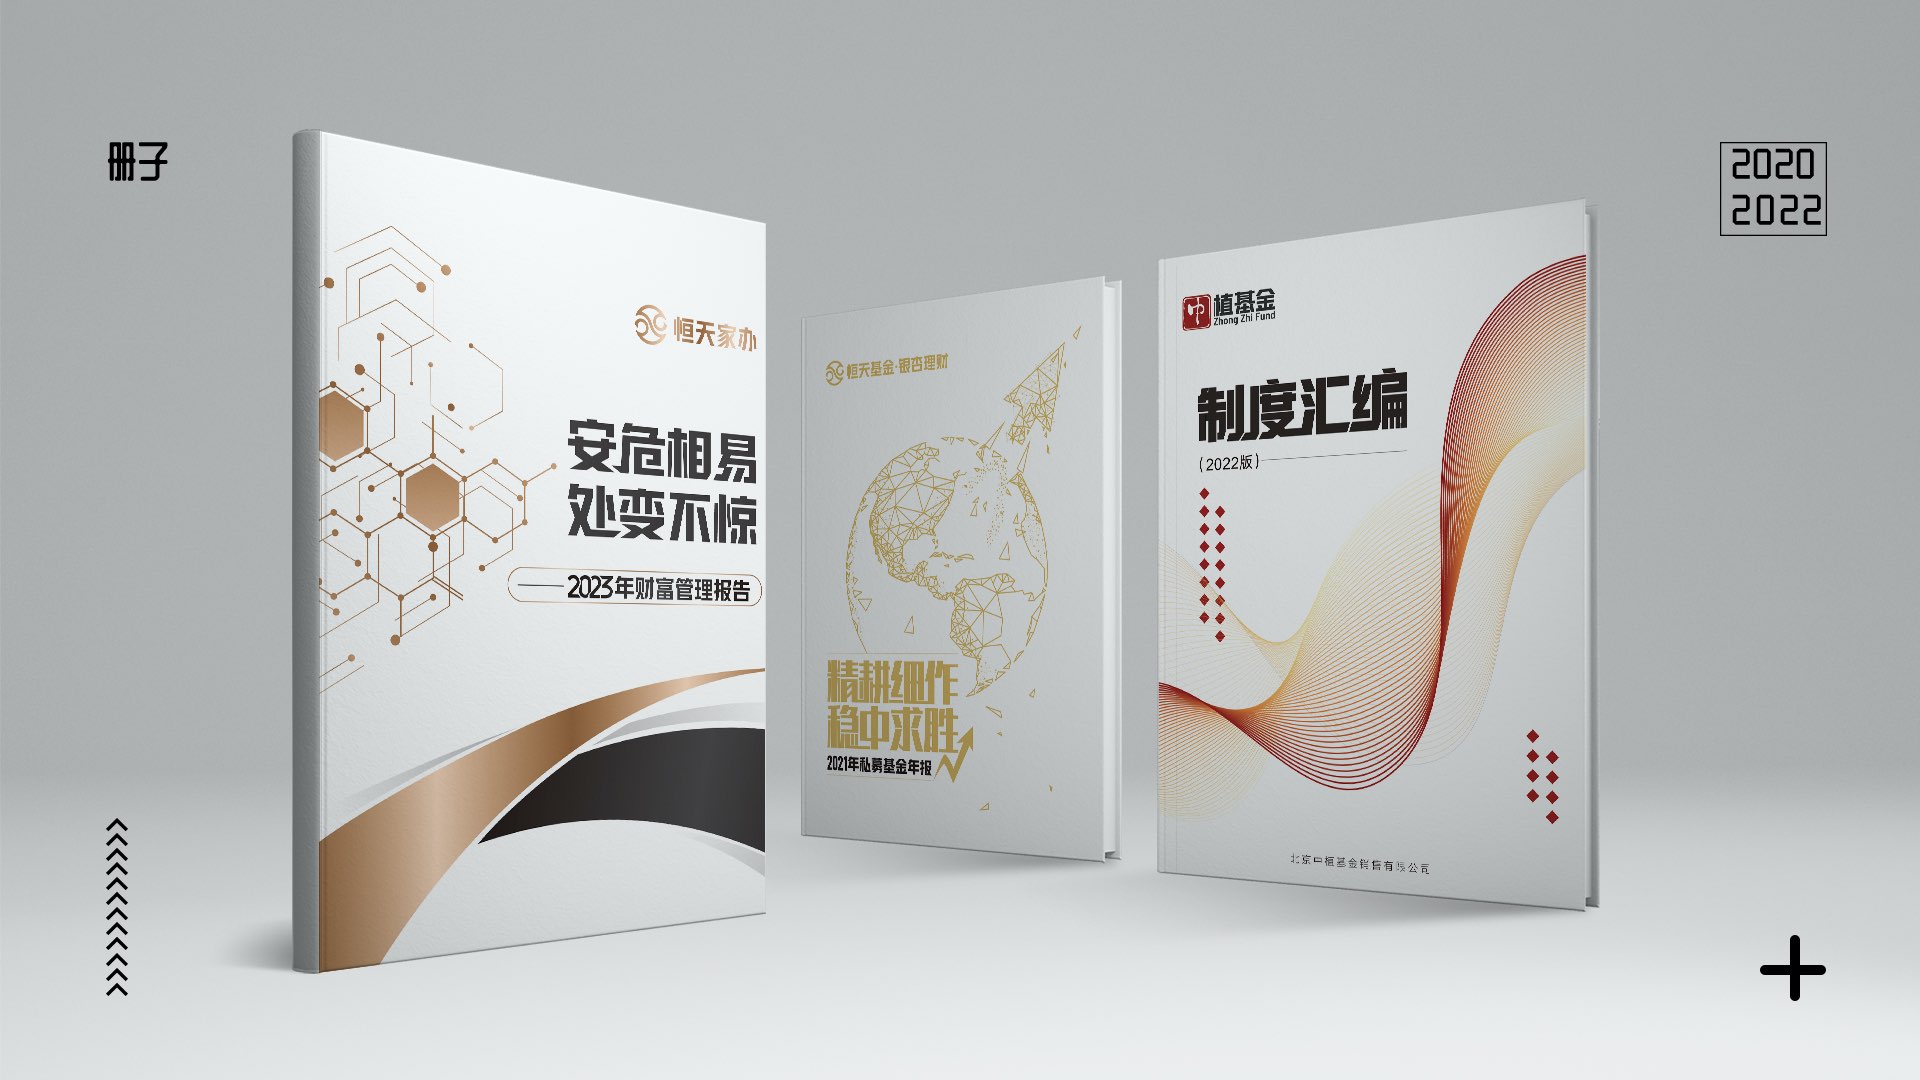 册子
2020
2022
恒天家办
安危相易
处变不惊
2023年财富管理报告
恒天基金·银杏理财
精耕细作
稳中求胜
2021年私募基金年报
中植基金
Zhong Zhi Fund
制度汇编
(2022版)
北京中植基金销售有限公司